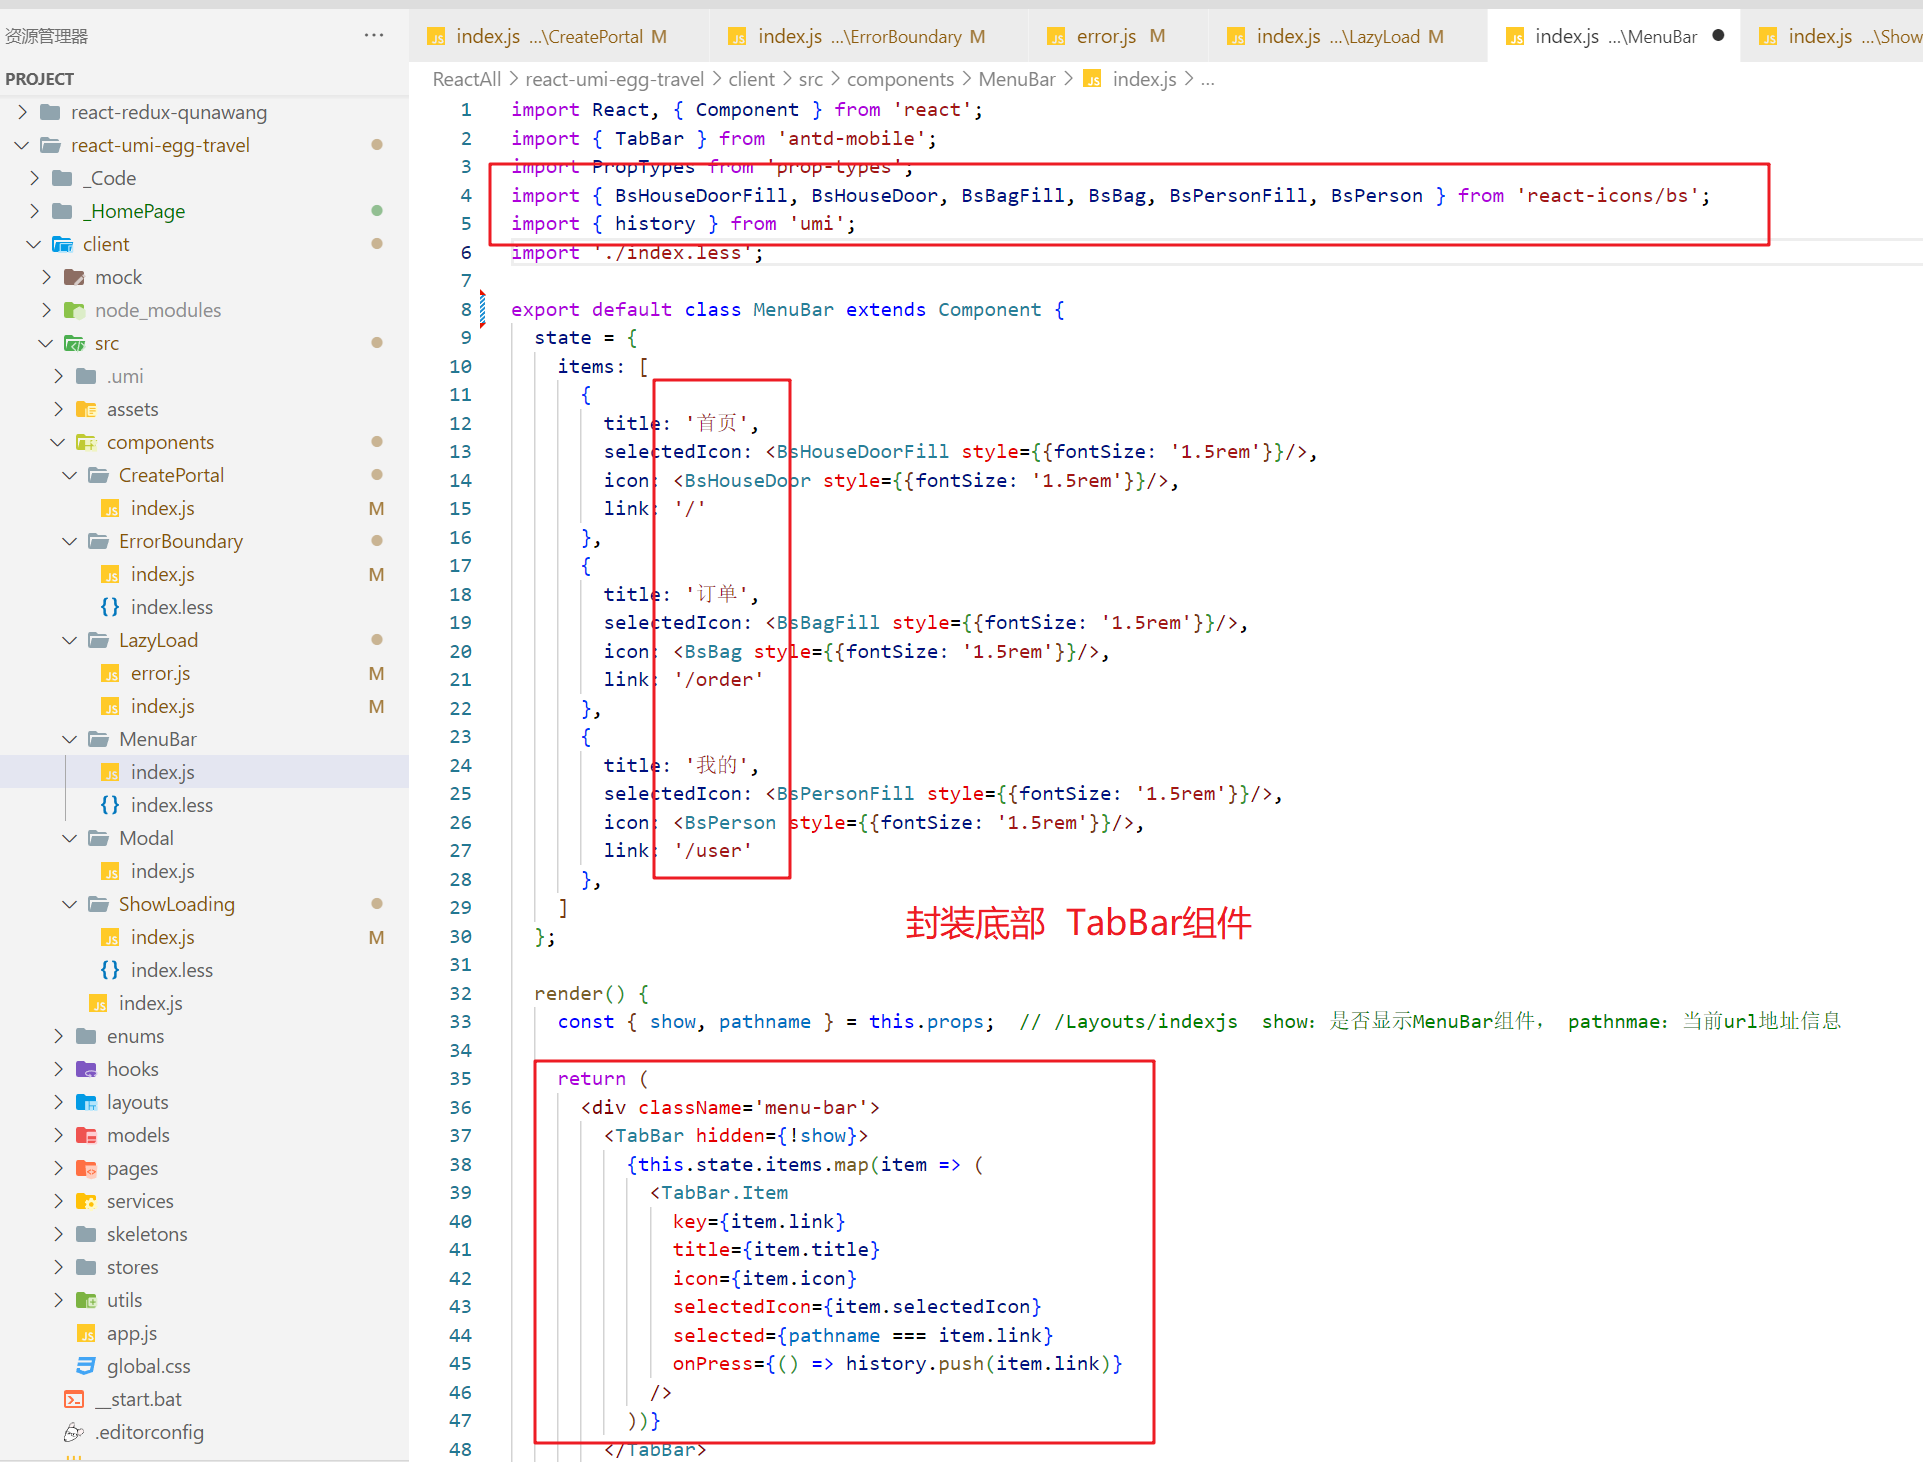 资源管理器 ···
PROJECT
react-redux-qunawang
react-umi-egg-travel
_Code
_HomePage
client
mock
node_modules
src
.umi
assets
components
CreatePortal
index.js M
ErrorBoundary
index.js M
index.less
LazyLoad
error.js M
index.js M
MenuBar
index.js
index.less
Modal
index.js
ShowLoading
index.js M
index.less
index.js
enums
hooks
layouts
models
pages
services
skeletons
stores
utils
app.js
global.css
__start.bat
.editorconfig
index.js ...\CreatePortal M index.js ...\ErrorBoundary M error.js M index.js ...\LazyLoad M index.js ...\MenuBar ● index.js ...\Show
ReactAll > react-umi-egg-travel > client > src > components > MenuBar > index.js > ...
1 import React, { Component } from 'react';
2 import { TabBar } from 'antd-mobile';
3 import PropTypes from 'prop-types';
4 import { BsHouseDoorFill, BsHouseDoor, BsBagFill, BsBag, BsPersonFill, BsPerson } from 'react-icons/bs';
5 import { history } from 'umi';
6 import './index.less';
7
8 export default class MenuBar extends Component {
9 state = {
10 items: [
11 {
12 title: '首页',
13 selectedIcon: <BsHouseDoorFill style={{fontSize: '1.5rem'}}/>,
14 icon: <BsHouseDoor style={{fontSize: '1.5rem'}}/>,
15 link: '/'
16 },
17 {
18 title: '订单',
19 selectedIcon: <BsBagFill style={{fontSize: '1.5rem'}}/>,
20 icon: <BsBag style={{fontSize: '1.5rem'}}/>,
21 link: '/order'
22 },
23 {
24 title: '我的',
25 selectedIcon: <BsPersonFill style={{fontSize: '1.5rem'}}/>,
26 icon: <BsPerson style={{fontSize: '1.5rem'}}/>,
27 link: '/user'
28 },
29 ]
封装底部 TabBar组件
30 };
31
32 render() {
33 const { show, pathname } = this.props; // /Layouts/indexjs show: 是否显示MenuBar组件, pathnmae: 当前url地址信息
34
35 return (
36 <div className='menu-bar'>
37 <TabBar hidden={!show}>
38 {this.state.items.map(item => (
39 <TabBar.Item
40 key={item.link}
41 title={item.title}
42 icon={item.icon}
43 selectedIcon={item.selectedIcon}
44 selected={pathname === item.link}
45 onPress={() => history.push(item.link)}
46 />
47 ))}
48 </TabBar>